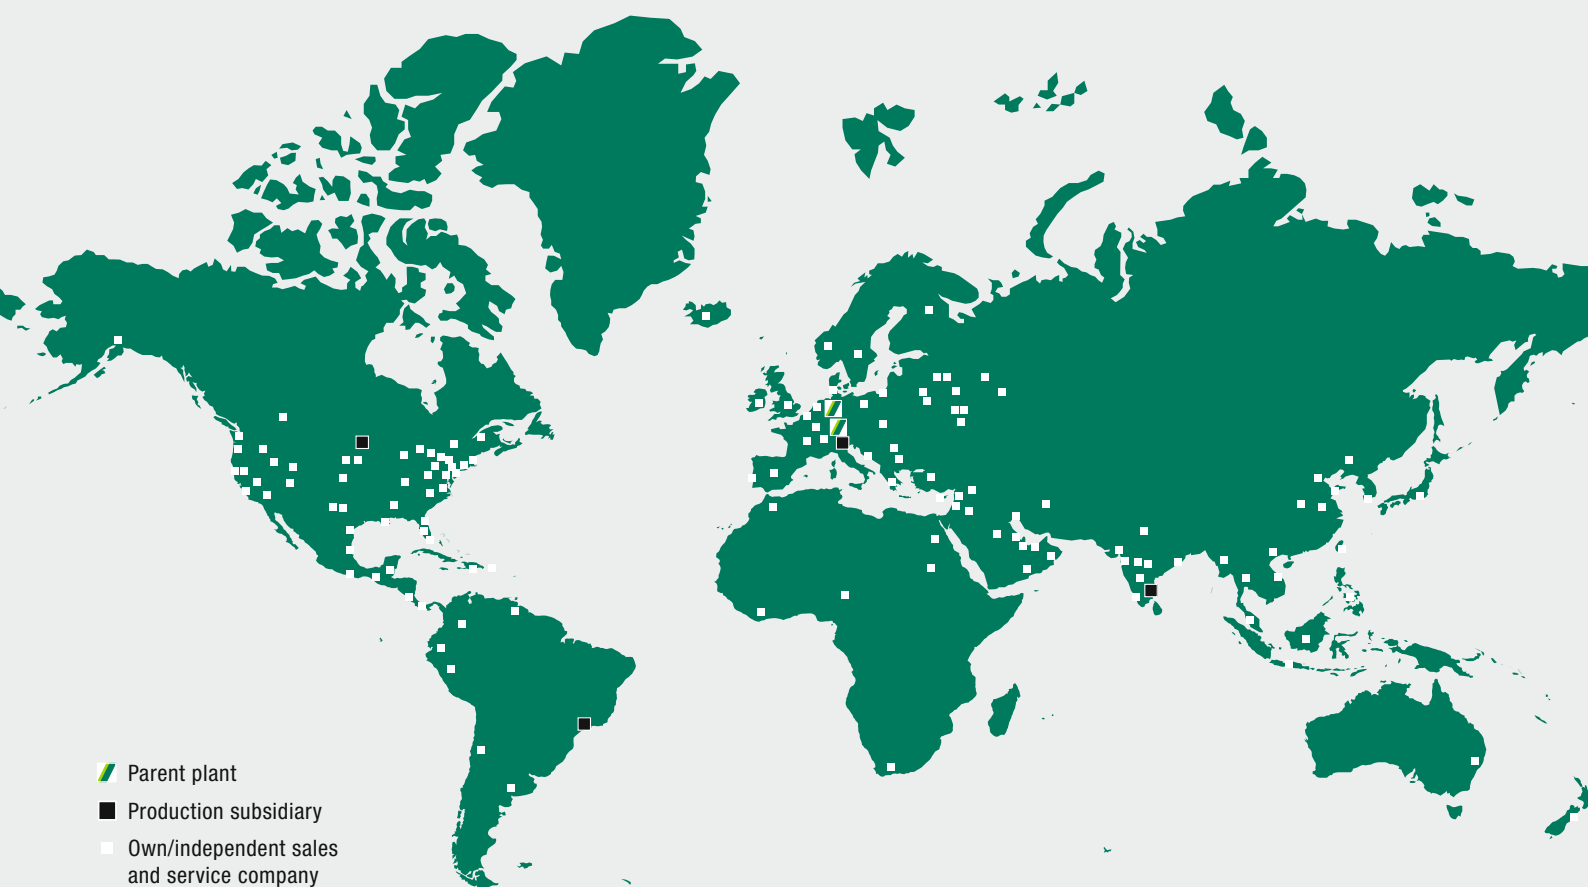 Parent plant
Production subsidiary
Own/independent sales
and service company